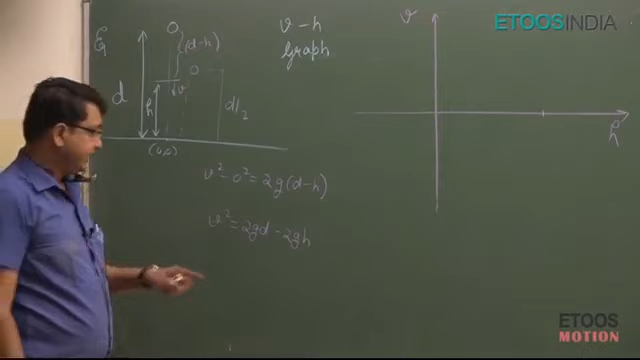 ETOOSINDIA
v - h
Graph
v
(d-h)
d
h
v
d/2
(0,0)
h
v² - 0² = 2g(d-h)
v² = 2gd - 2gh
ETOOS
MOTION